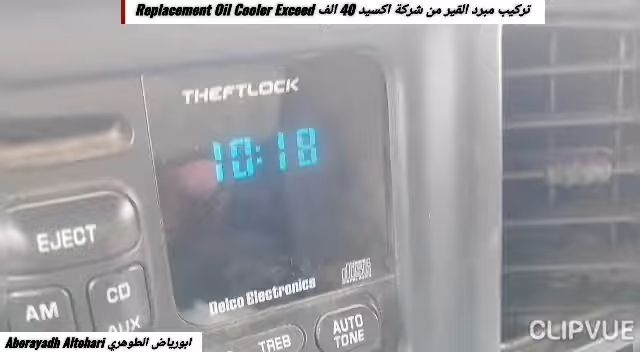 تركيب مبرد القير من شركة اكسيد 40 الف Replacement Oil Cooler Exceed
THEFTLOCK
10:18
EJECT
Delco Electronics
AM
CD
AUX
TREB
AUTO
TONE
Aborayadh Altohari ابورياض الطوهري
CLIPVUE